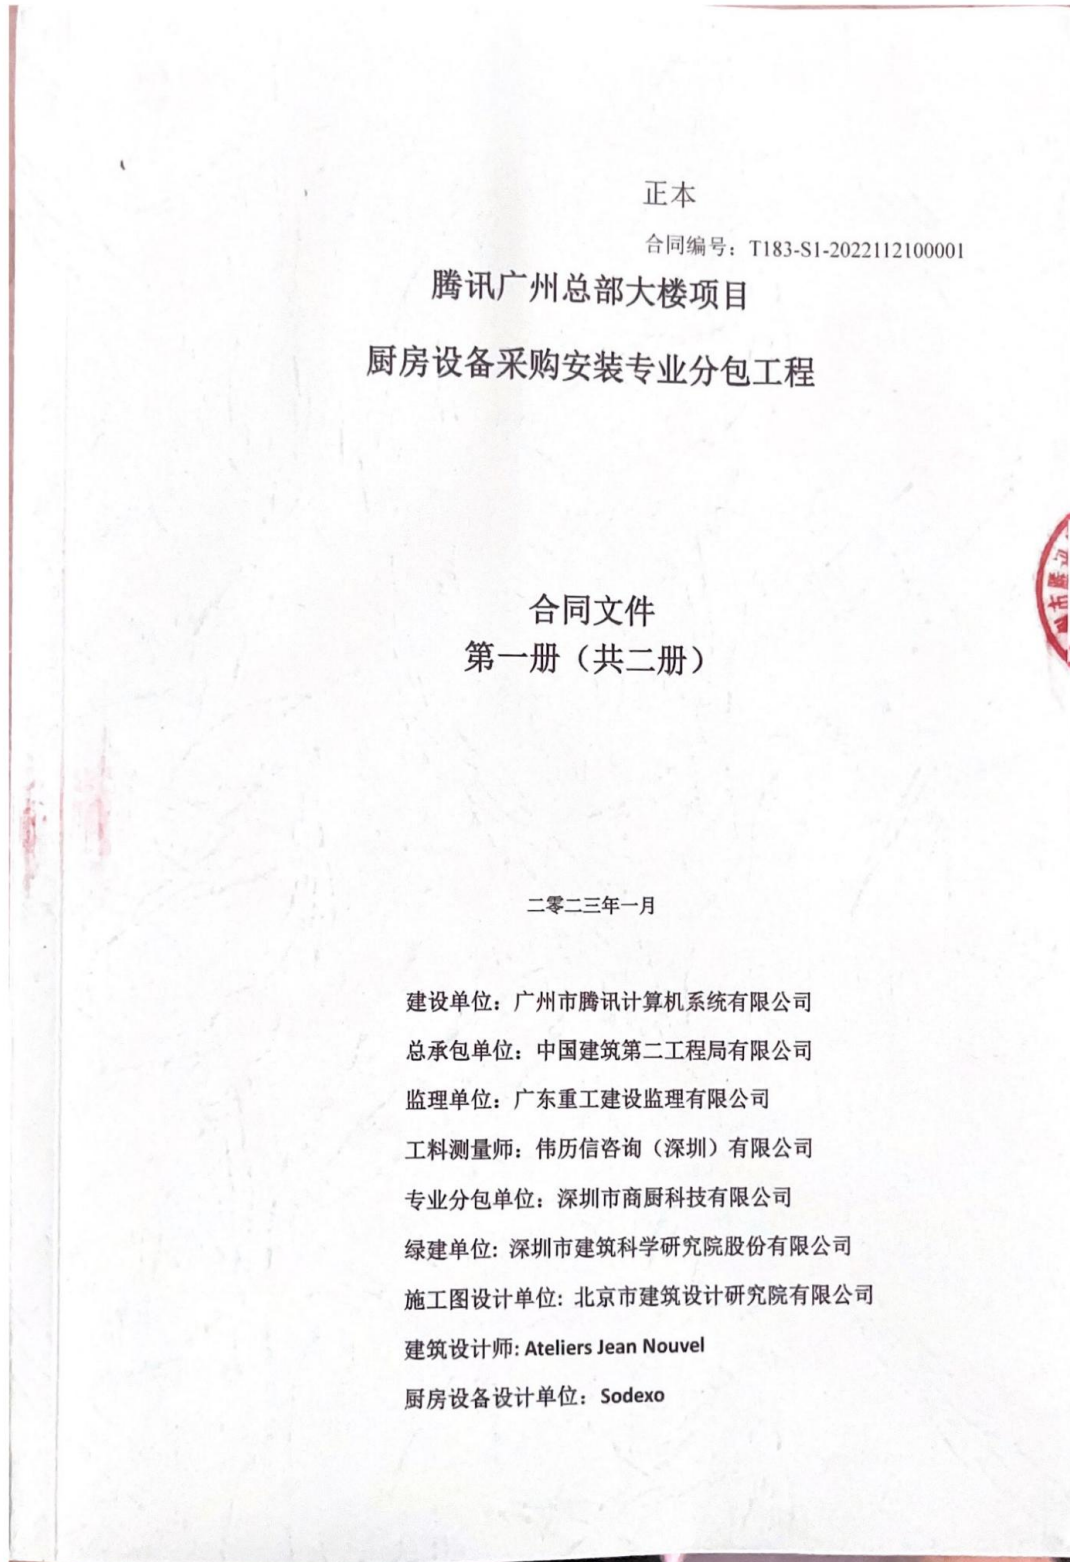 正本
合同编号：T183-S1-2022112100001
腾讯广州总部大楼项目
厨房设备采购安装专业分包工程
合同文件
第一册（共二册）
二零二三年一月
建设单位：广州市腾讯计算机系统有限公司
总承包单位：中国建筑第二工程局有限公司
监理单位：广东重工建设监理有限公司
工料测量师：伟历信咨询（深圳）有限公司
专业分包单位：深圳市商厨科技有限公司
绿建单位: 深圳市建筑科学研究院股份有限公司
施工图设计单位: 北京市建筑设计研究院有限公司
建筑设计师: Ateliers Jean Nouvel
厨房设备设计单位：Sodexo